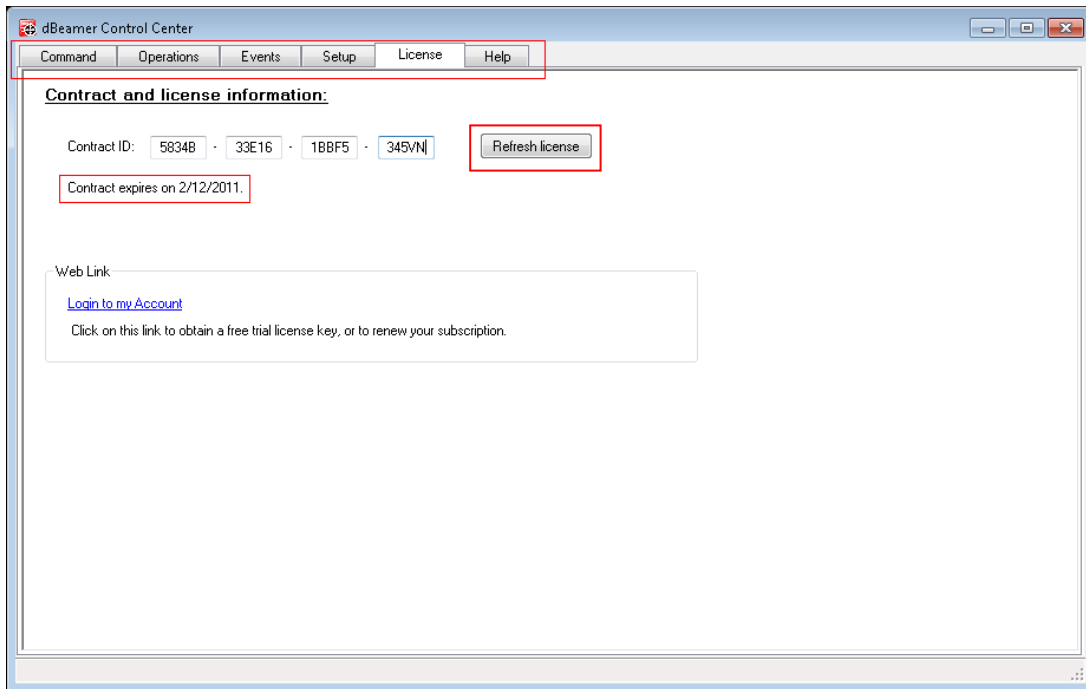 dBeamer Control Center
Command Operations Events Setup License Help
Contract and license information:
Contract ID: 5834B - 33E16 - 1BBF5 - 345VN Refresh license
Contract expires on 2/12/2011.
Web Link
Login to my Account
Click on this link to obtain a free trial license key, or to renew your subscription.